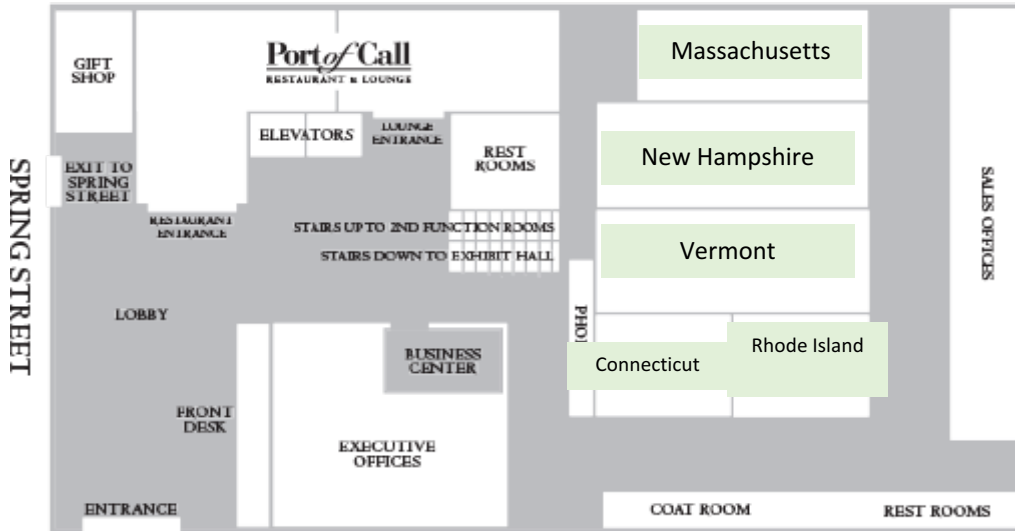 Port of Call
RESTAURANT & LOUNGE
GIFT
SHOP
Massachusetts
ELEVATORS
LOUNGE
ENTRANCE
REST
ROOMS
New Hampshire
EXIT TO
SPRING
STREET
SPRING STREET
RESTAURANT
ENTRANCE
STAIRS UP TO 2ND FUNCTION ROOMS
STAIRS DOWN TO EXHIBIT HALL
Vermont
SALES OFFICES
LOBBY
BUSINESS
CENTER
Connecticut
Rhode Island
FRONT
DESK
EXECUTIVE
OFFICES
ENTRANCE
COAT ROOM
REST ROOMS